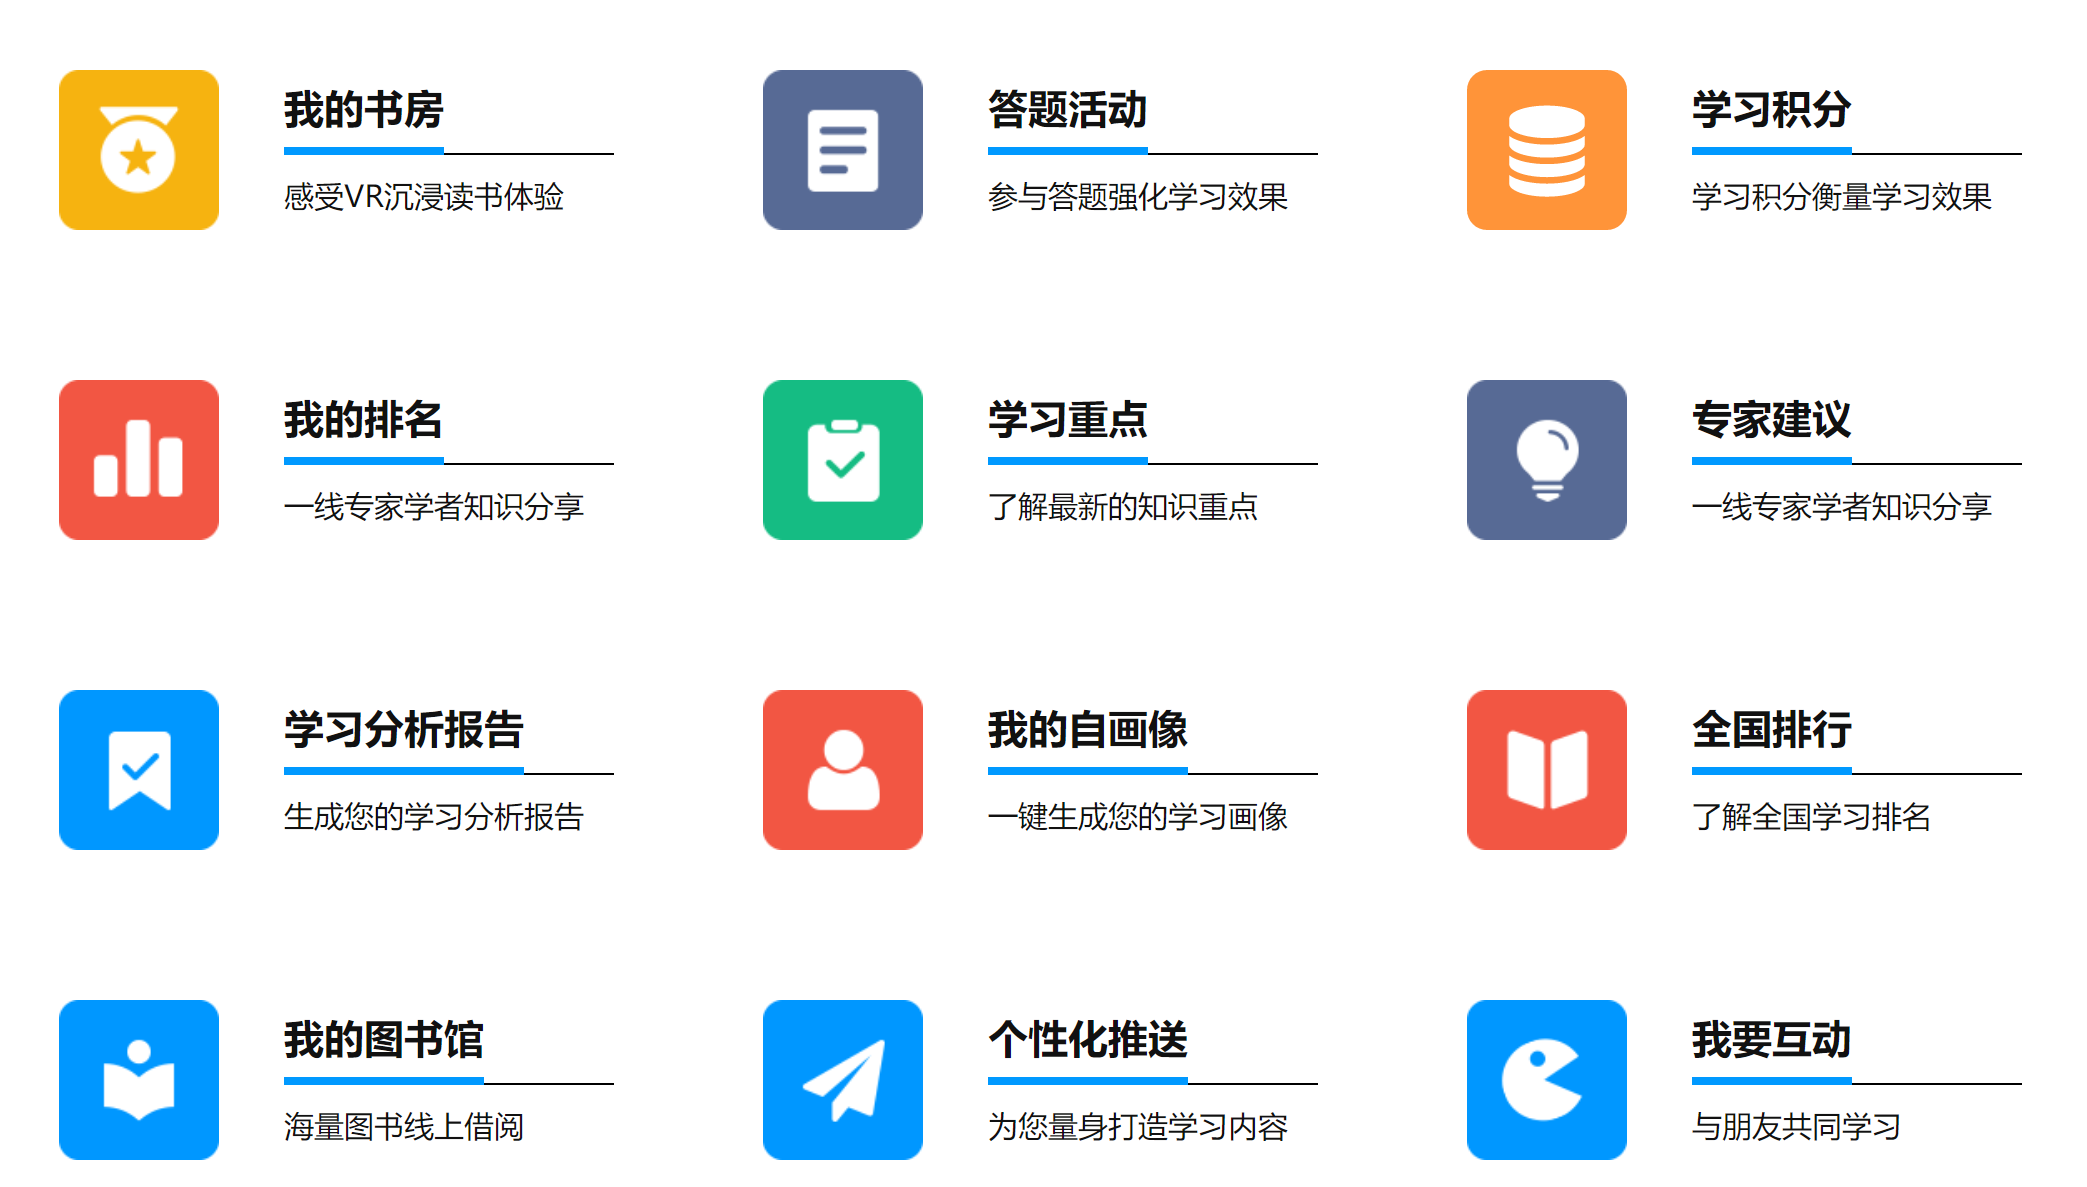 我的书房
感受VR沉浸读书体验
答题活动
参与答题强化学习效果
学习积分
学习积分衡量学习效果
我的排名
一线专家学者知识分享
学习重点
了解最新的知识重点
专家建议
一线专家学者知识分享
学习分析报告
生成您的学习分析报告
我的自画像
一键生成您的学习画像
全国排行
了解全国学习排名
我的图书馆
海量图书线上借阅
个性化推送
为您量身打造学习内容
我要互动
与朋友共同学习